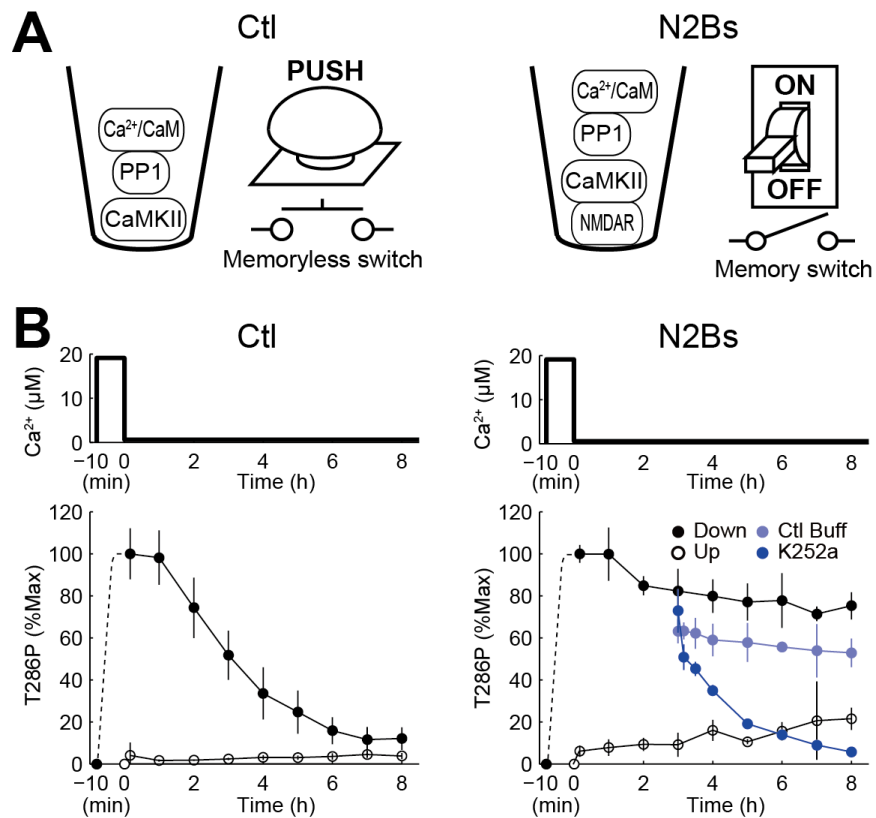 A
Ctl
Ca²⁺/CaM
PP1
CaMKII
PUSH
Memoryless switch
N2Bs
Ca²⁺/CaM
PP1
CaMKII
NMDAR
ON
OFF
Memory switch
B
Ctl
Ca²⁺ (μM)
20
10
0
−10 0 2 4 6 8
(min) Time (h)
T286P (%Max)
120
100
80
60
40
20
0
−10 0 2 4 6 8
(min) Time (h)
N2Bs
Ca²⁺ (μM)
20
10
0
−10 0 2 4 6 8
(min) Time (h)
Down Ctl Buff
Up K252a
T286P (%Max)
120
100
80
60
40
20
0
−10 0 2 4 6 8
(min) Time (h)